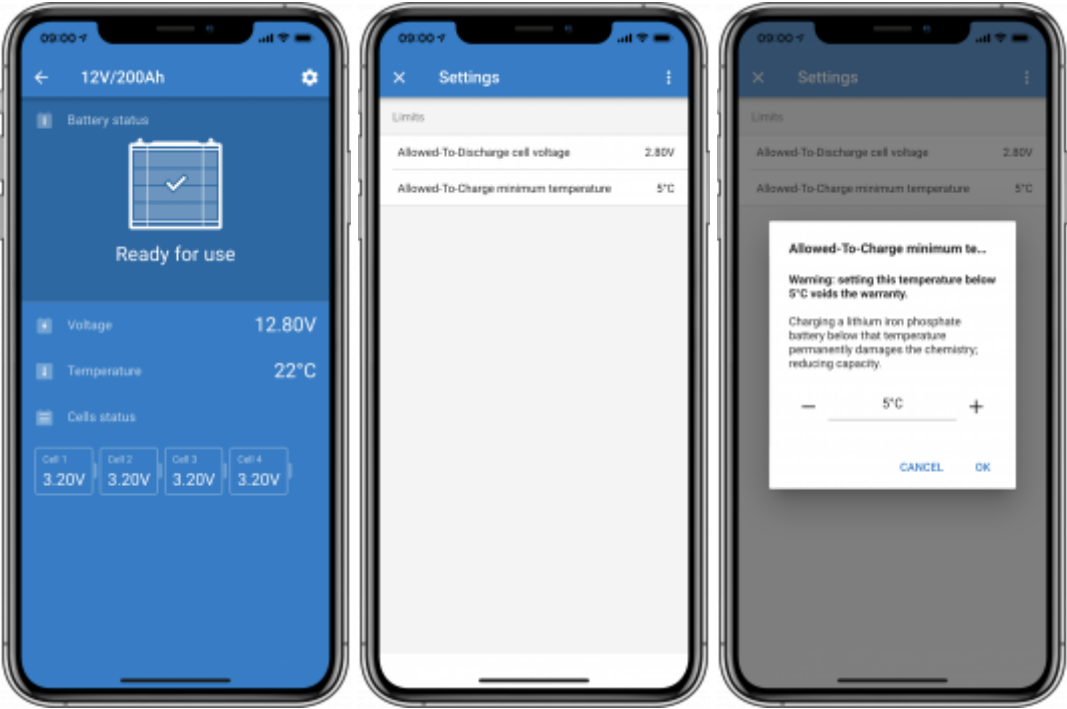 09:00
12V/200Ah
Battery status
Ready for use
Voltage 12.80V
Temperature 22°C
Cells status
Cell 1 Cell 2 Cell 3 Cell 4
3.20V 3.20V 3.20V 3.20V
09:00
Settings
Limits
Allowed-To-Discharge cell voltage 2.80V
Allowed-To-Charge minimum temperature 5°C
09:00
Settings
Limits
Allowed-To-Discharge cell voltage 2.80V
Allowed-To-Charge minimum temperature 5°C
Allowed-To-Charge minimum te...
Warning: setting this temperature below
5°C voids the warranty.
Charging a lithium iron phosphate
battery below that temperature
permanently damages the chemistry;
reducing capacity.
5°C
CANCEL OK